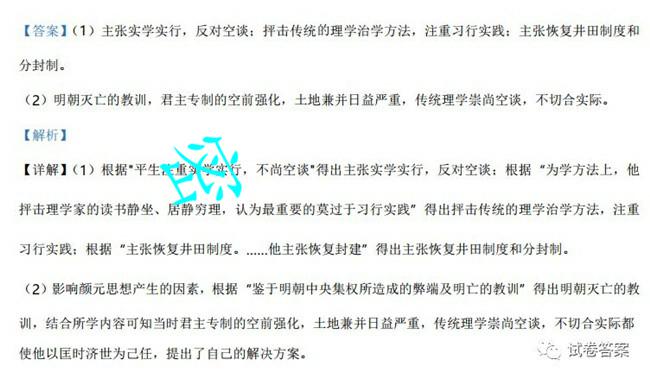 【答案】（1）主张实学实行，反对空谈；抨击传统的理学治学方法，注重习行实践；主张恢复井田制度和
分封制。
（2）明朝灭亡的教训，君主专制的空前强化，土地兼并日益严重，传统理学崇尚空谈，不切合实际。
【解析】
【详解】（1）根据"平生注重实学实行，不尚空谈"得出主张实学实行，反对空谈；根据“为学方法上，他
抨击理学家的读书静坐、居静穷理，认为最重要的莫过于习行实践”得出抨击传统的理学治学方法，注重
习行实践；根据“主张恢复井田制度。……他主张恢复封建”得出主张恢复井田制度和分封制。
（2）影响颜元思想产生的因素，根据“鉴于明朝中央集权所造成的弊端及明亡的教训”得出明朝灭亡的教
训，结合所学内容可知当时君主专制的空前强化，土地兼并日益严重，传统理学崇尚空谈，不切合实际都
使他以匡时济世为己任，提出了自己的解决方案。
试卷答案